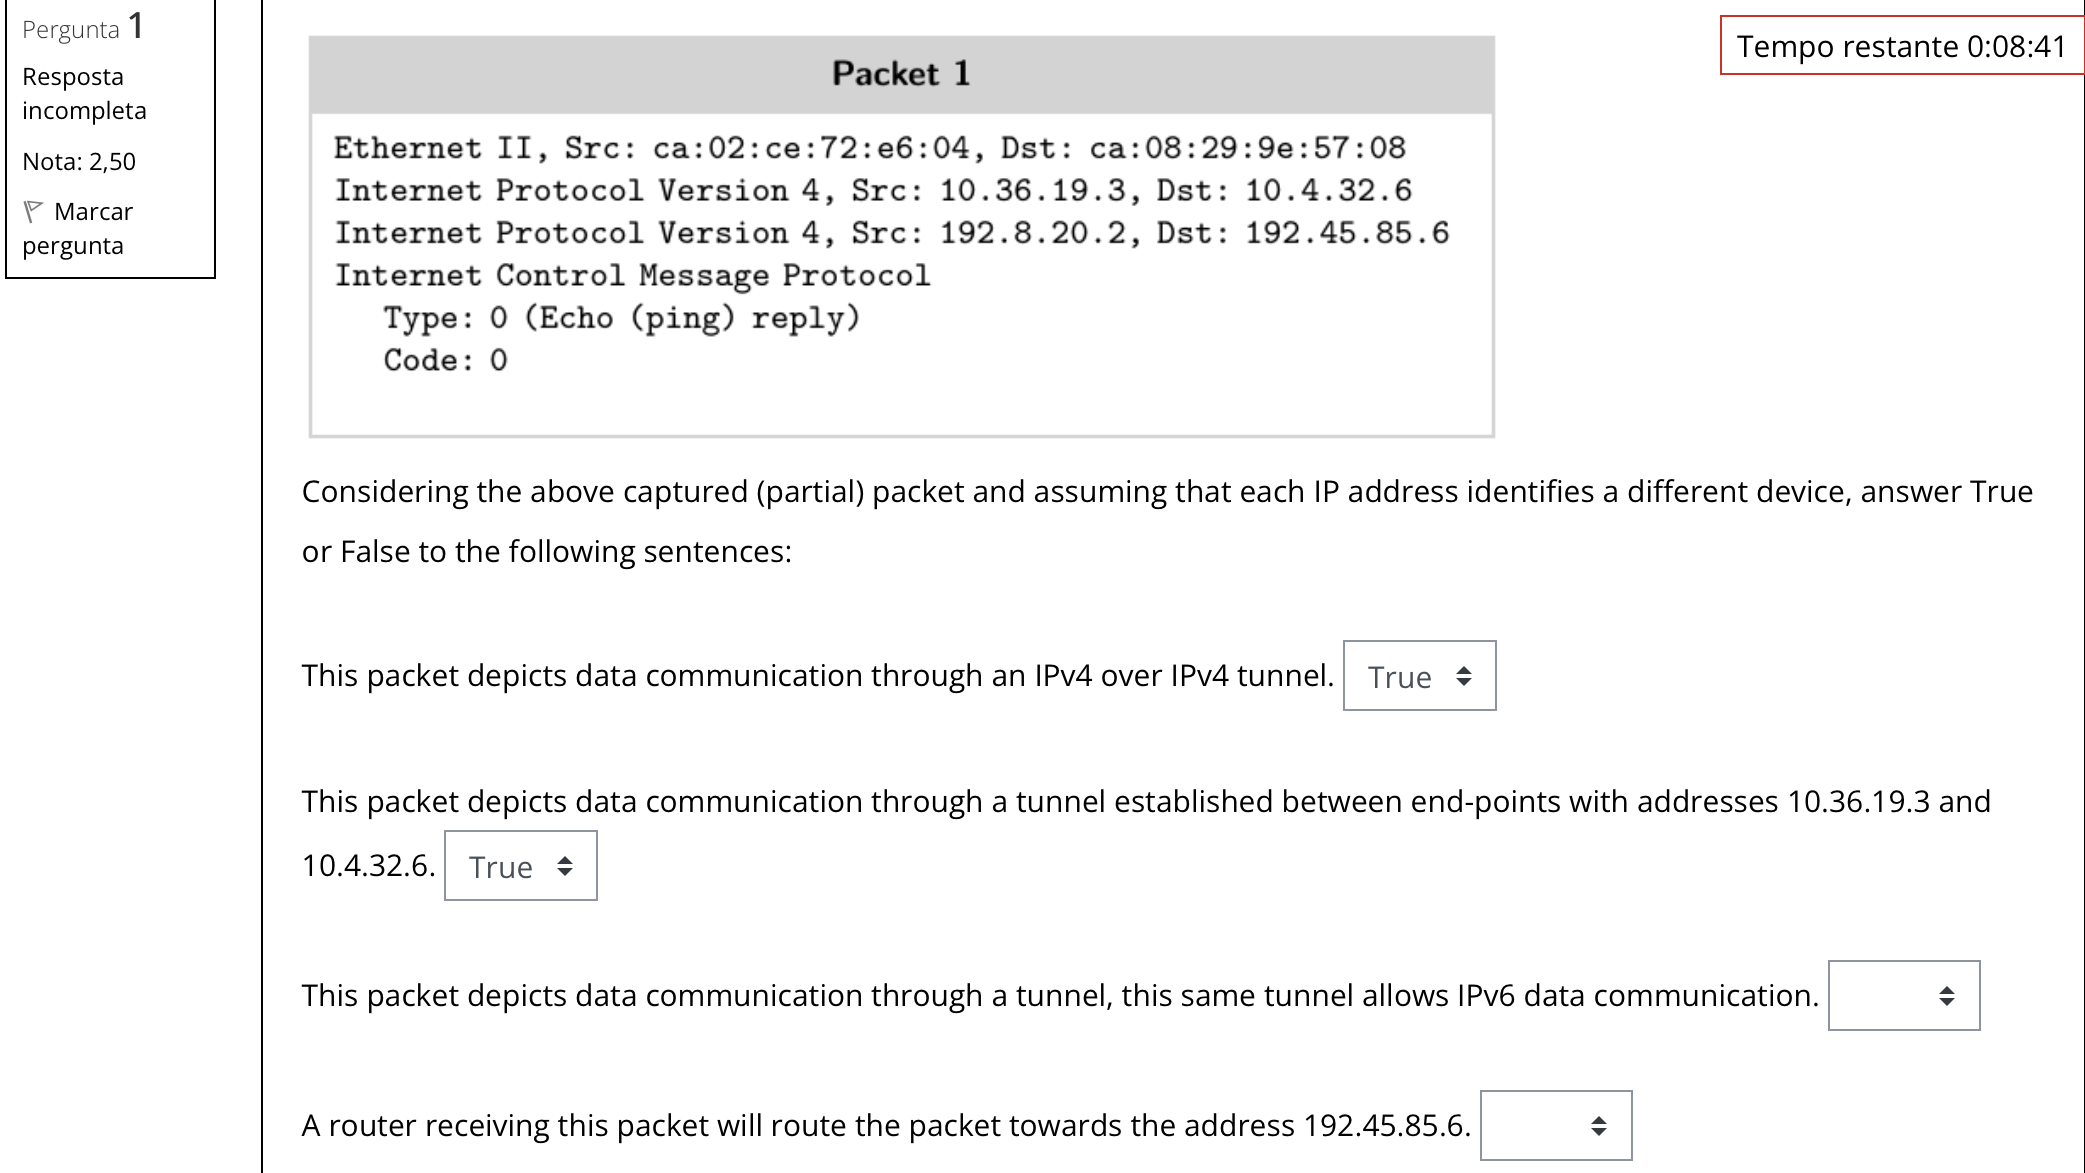 Pergunta 1
Resposta
incompleta
Nota: 2,50
Marcar
pergunta
Tempo restante 0:08:41
Packet 1
Ethernet II, Src: ca:02:ce:72:e6:04, Dst: ca:08:29:9e:57:08
Internet Protocol Version 4, Src: 10.36.19.3, Dst: 10.4.32.6
Internet Protocol Version 4, Src: 192.8.20.2, Dst: 192.45.85.6
Internet Control Message Protocol
Type: 0 (Echo (ping) reply)
Code: 0
Considering the above captured (partial) packet and assuming that each IP address identifies a different device, answer True
or False to the following sentences:
This packet depicts data communication through an IPv4 over IPv4 tunnel. True
This packet depicts data communication through a tunnel established between end-points with addresses 10.36.19.3 and
10.4.32.6. True
This packet depicts data communication through a tunnel, this same tunnel allows IPv6 data communication.
A router receiving this packet will route the packet towards the address 192.45.85.6.